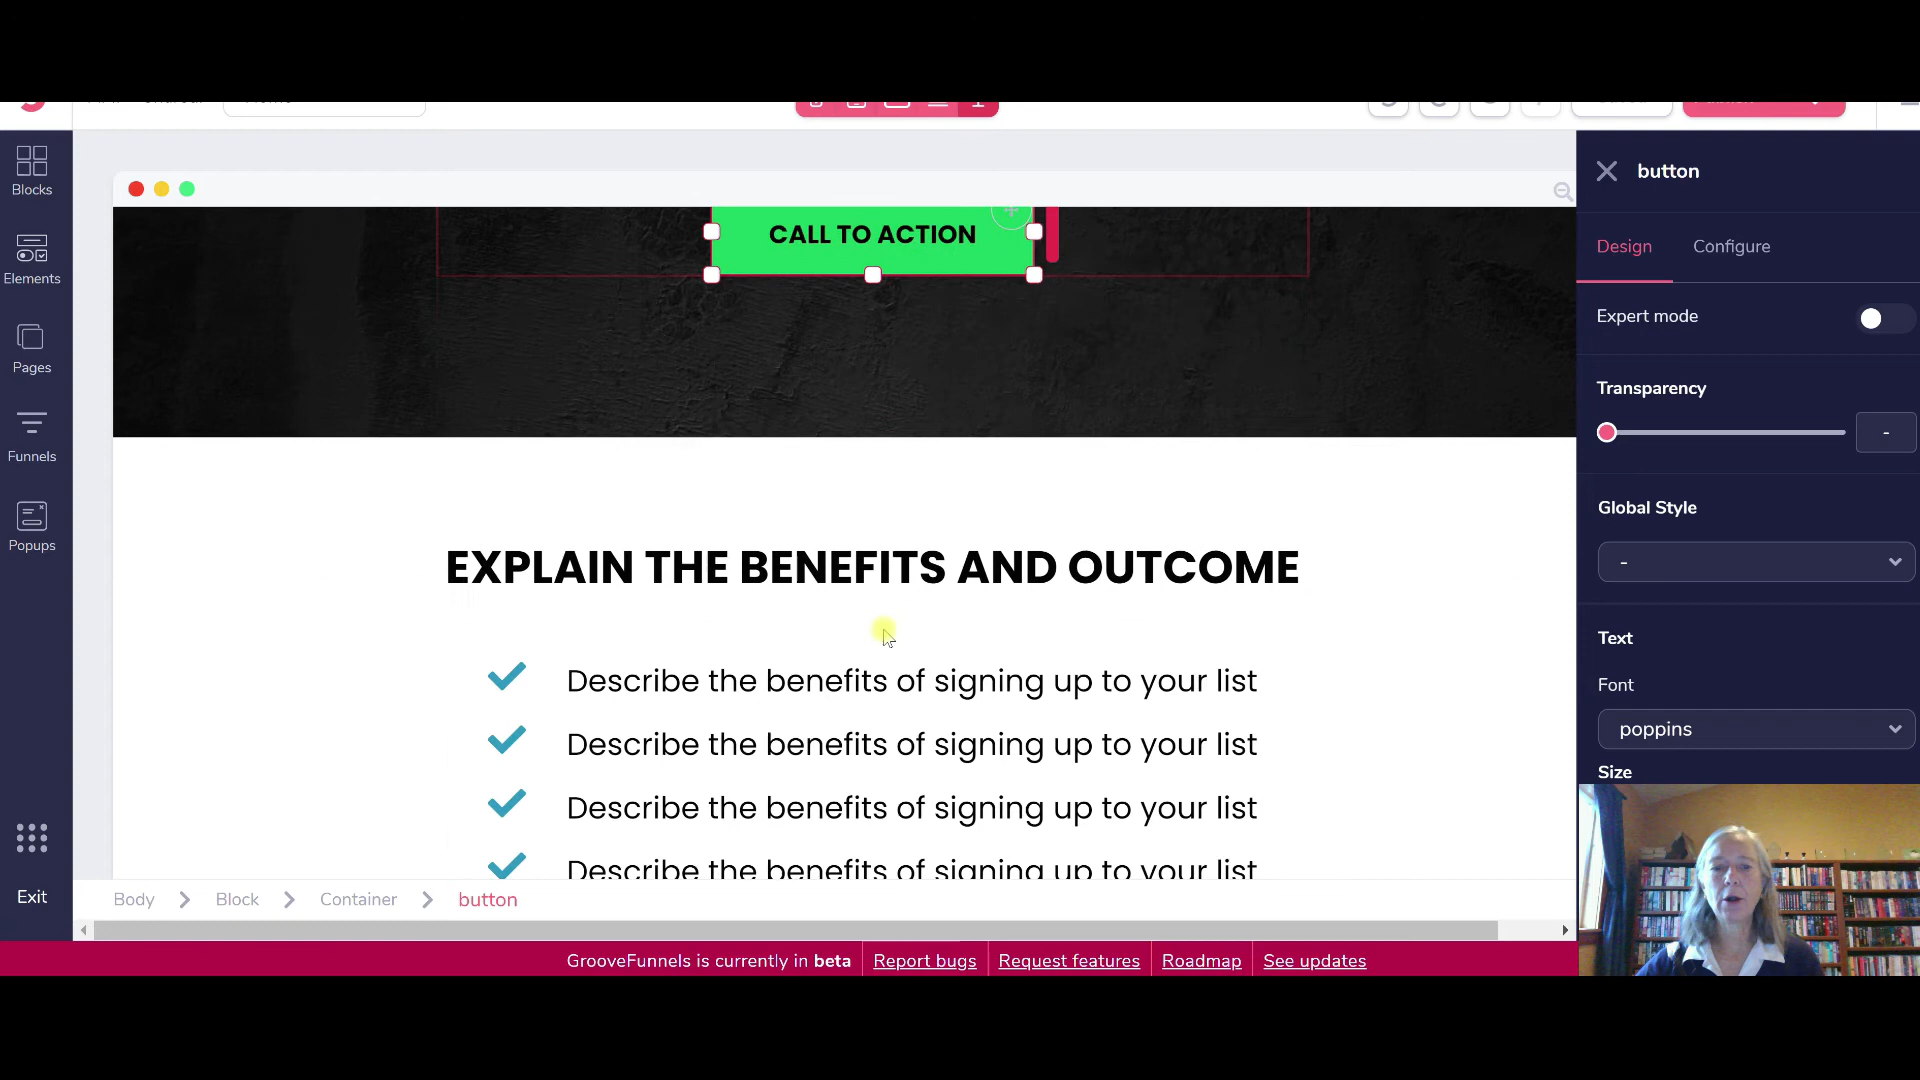 Blocks
Elements
Pages
Funnels
Popups
Exit
CALL TO ACTION
EXPLAIN THE BENEFITS AND OUTCOME
Describe the benefits of signing up to your list
Describe the benefits of signing up to your list
Describe the benefits of signing up to your list
Describe the benefits of signing up to your list
Body Block Container button
button
Design Configure
Expert mode
Transparency
-
Global Style
-
Text
Font
poppins
Size
GrooveFunnels is currently in beta Report bugs Request features Roadmap See updates